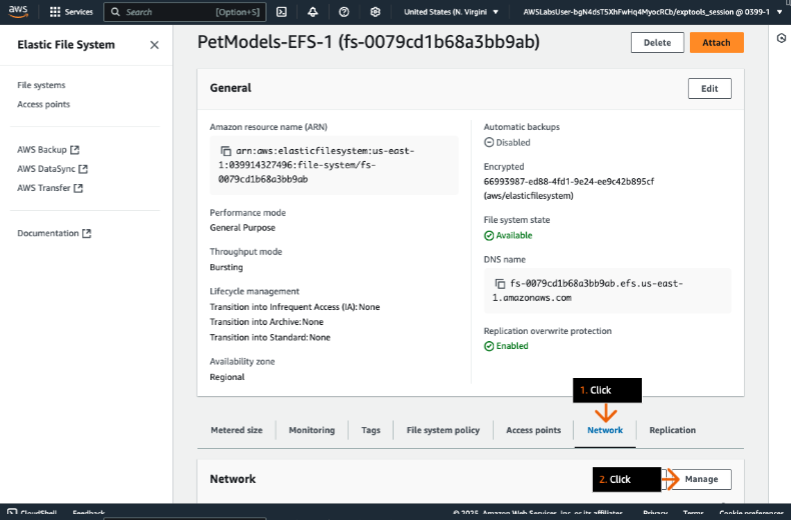 aws
Services
Search
[Option+S]
United States (N. Virgini
AWSLabsUser-bgN4dsT5XhFwHq4MyocRCb/exptools_session @ 0399-1
Elastic File System
File systems
Access points
AWS Backup
AWS DataSync
AWS Transfer
Documentation
PetModels-EFS-1 (fs-0079cd1b68a3bb9ab)
Delete
Attach
General
Edit
Amazon resource name (ARN)
arn:aws:elasticfilesystem:us-east-
1:039914327496:file-system/fs-
0079cd1b68a3bb9ab
Performance mode
General Purpose
Throughput mode
Bursting
Lifecycle management
Transition into Infrequent Access (IA): None
Transition into Archive: None
Transition into Standard: None
Availability zone
Regional
Automatic backups
Disabled
Encrypted
66993987-ed88-4fd1-9e24-ee9c42b895cf
(aws/elasticfilesystem)
File system state
Available
DNS name
fs-0079cd1b68a3bb9ab.efs.us-east-
1.amazonaws.com
Replication overwrite protection
Enabled
1. Click
Metered size
Monitoring
Tags
File system policy
Access points
Network
Replication
Network
2. Click
Manage
CloudShell
Feedback
© 2025, Amazon Web Services, Inc. or its affiliates.
Privacy
Terms
Cookie preferences